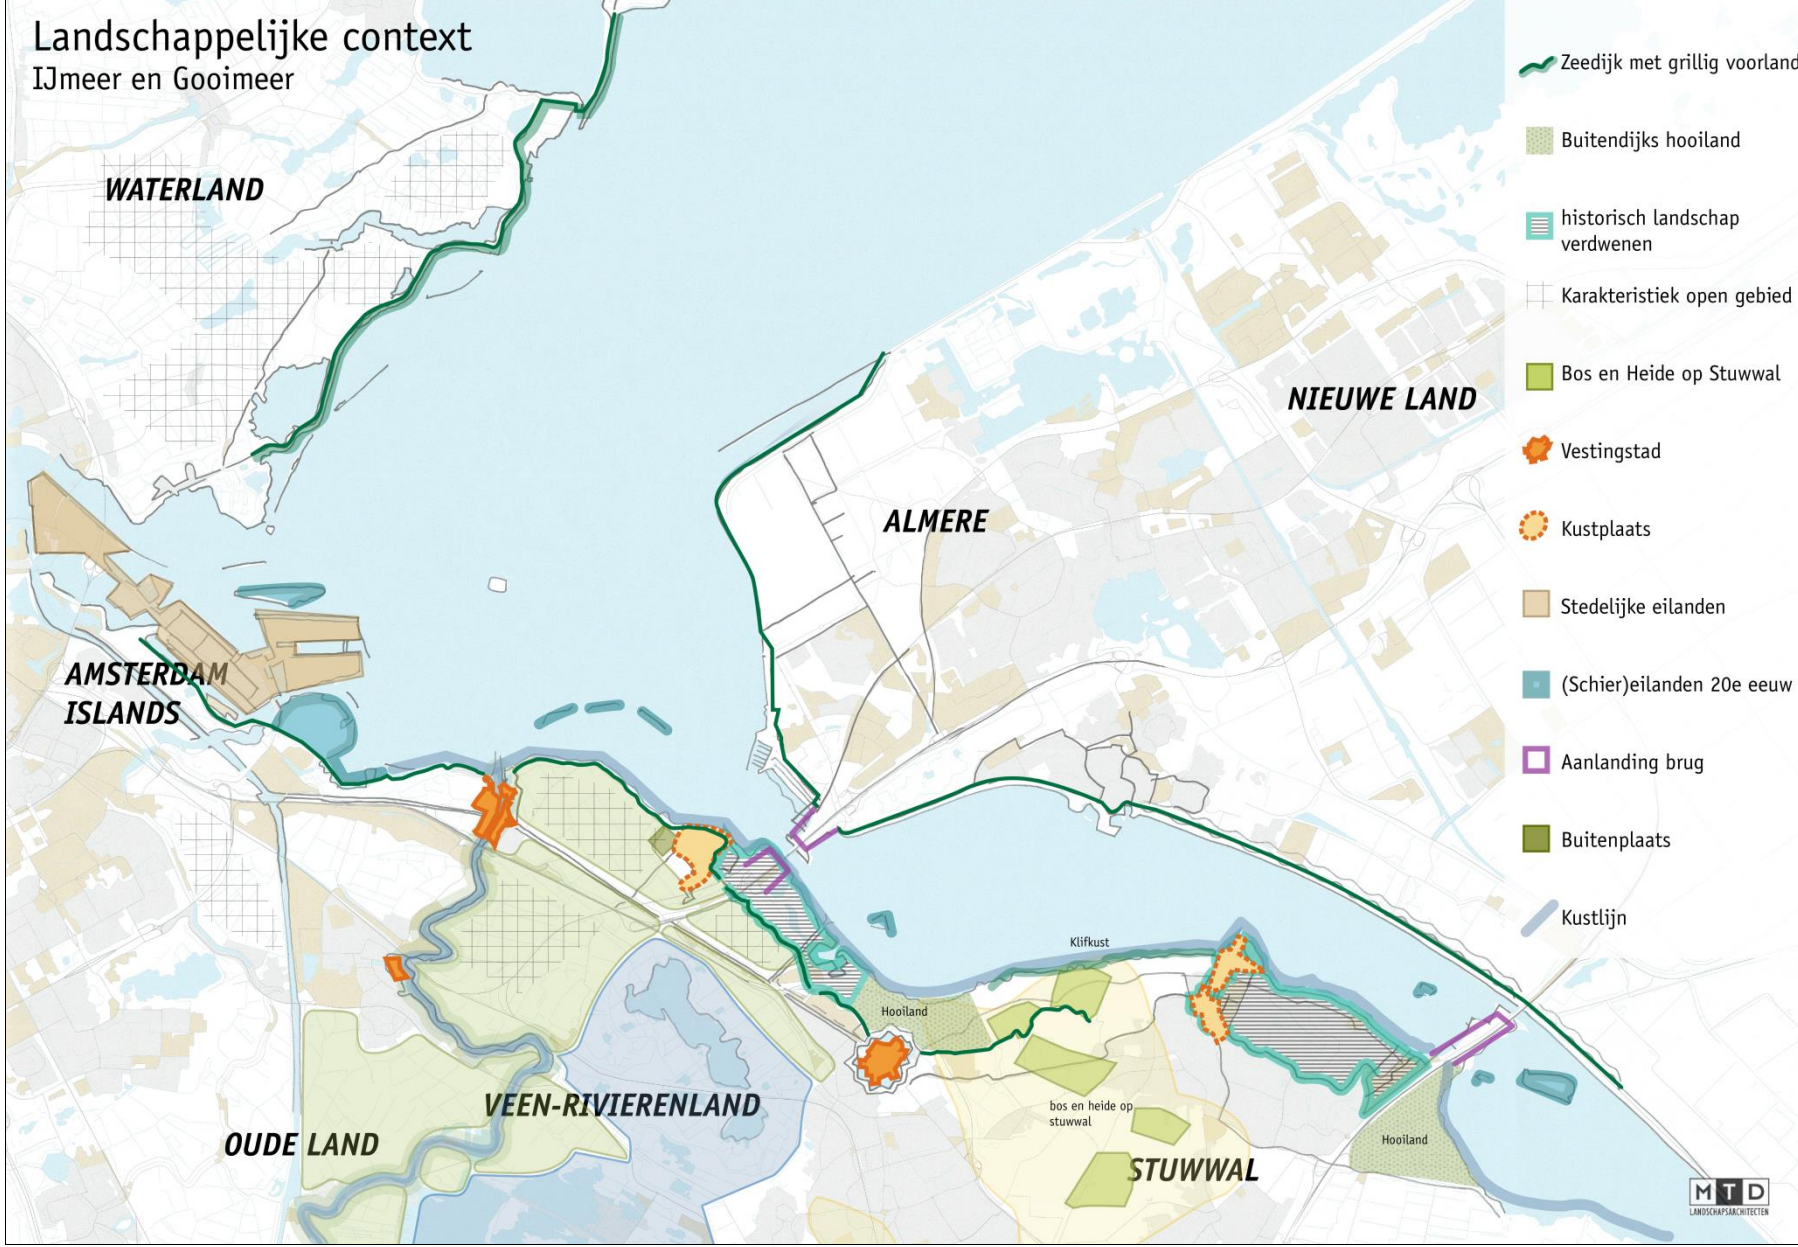 Landschappelijke context
IJmeer en Gooimeer
WATERLAND
NIEUWE LAND
ALMERE
AMSTERDAM
ISLANDS
Klifkust
Hooiland
VEEN-RIVIERENLAND
OUDE LAND
bos en heide op
stuwwal
STUWWAL
Hooiland
Zeedijk met grillig voorland
Buitendijks hooiland
historisch landschap
verdwenen
Karakteristiek open gebied
Bos en Heide op Stuwwal
Vestingstad
Kustplaats
Stedelijke eilanden
(Schier)eilanden 20e eeuw
Aanlanding brug
Buitenplaats
Kustlijn
MTD
LANDSCHAPSARCHITECTEN